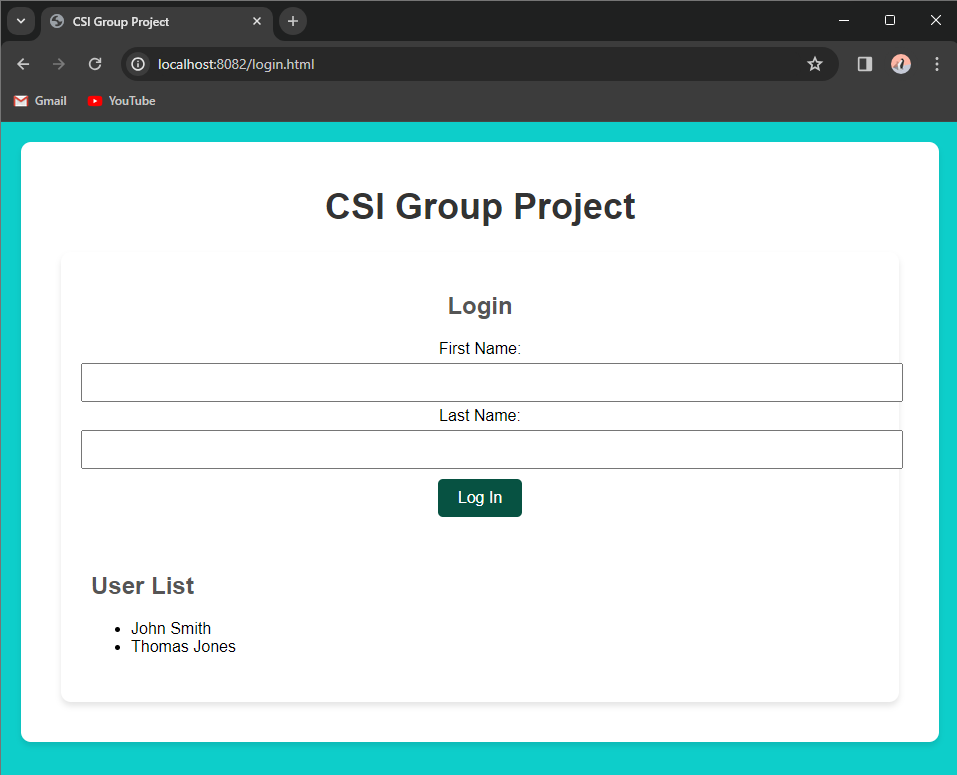 CSI Group Project
localhost:8082/login.html
Gmail YouTube
CSI Group Project
Login
First Name:
Last Name:
Log In
User List
John Smith
Thomas Jones